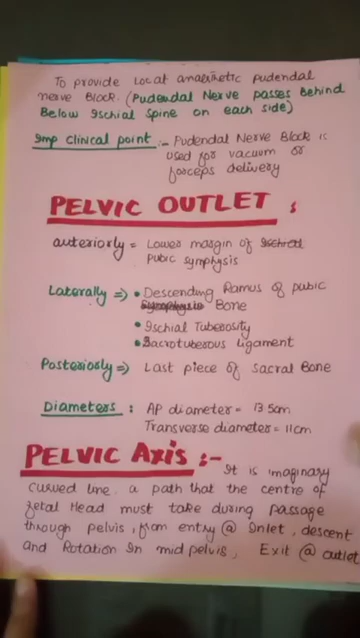 To provide Local anaesthetic pudendal
nerve Block. (Pudendal Nerve passes Behind
Below Ischial Spine on each side)
Imp Clinical point :- Pudendal Nerve Block is
used for vacuum or
forceps delivery
PELVIC OUTLET :
anteriorly = Lower margin of
pubic symphysis
Laterally => • Descending Ramus of pubic
symphysis Bone
• Ischial Tuberosity
• Sacrotuberous Ligament
Posteriorly => Last piece of Sacral Bone
Diameters : AP diameter = 13.5cm
Transverse diameter = 11cm
PELVIC AXIS :-
It is imaginary
curved line. a path that the centre of
fetal Head must take during passage
through pelvis, from entry @ Inlet, descent
and Rotation in mid pelvis, Exit @ outlet